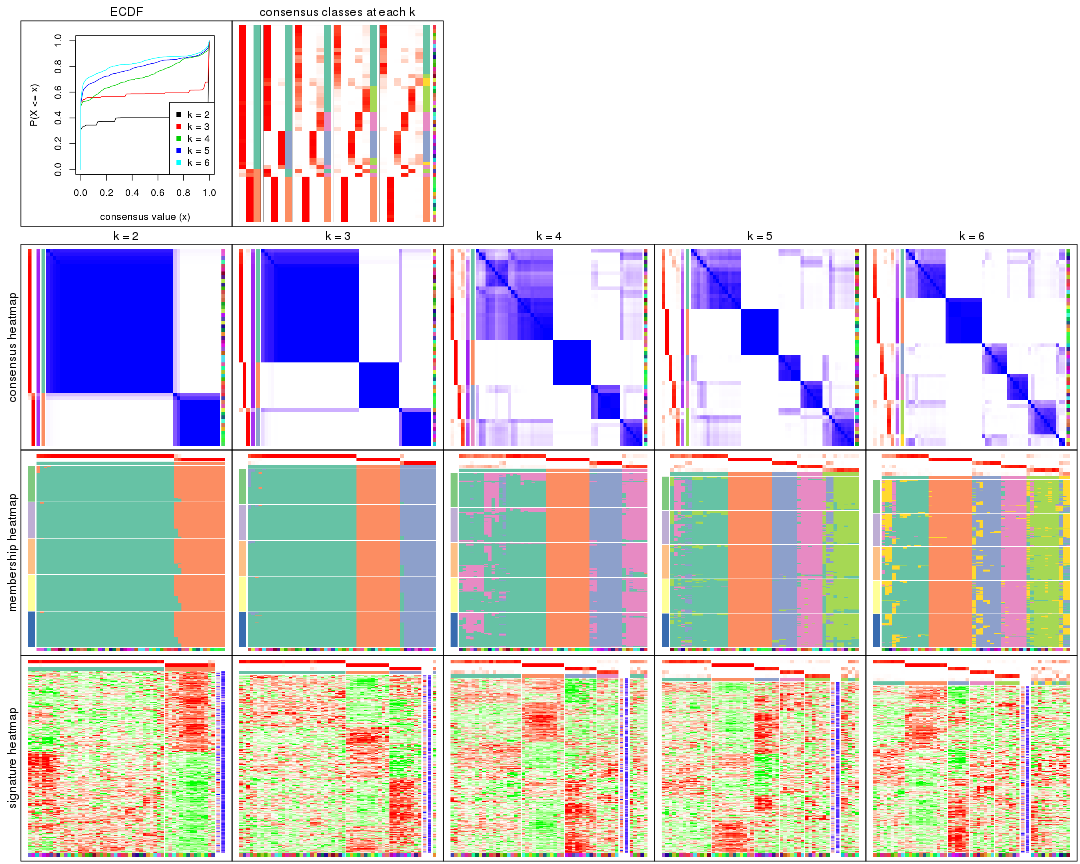 ECDF
consensus classes at each k
P(X <= x)
1.0
0.8
0.6
0.4
0.2
0.0
k = 2
k = 3
k = 4
k = 5
k = 6
0.0 0.2 0.4 0.6 0.8 1.0
consensus value (x)
k = 2
k = 3
k = 4
k = 5
k = 6
consensus heatmap
membership heatmap
signature heatmap